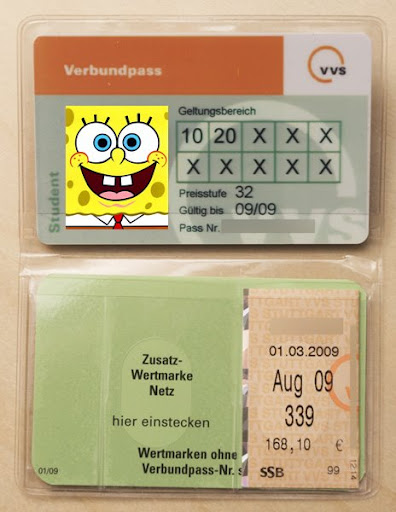 Verbundpass
VVS
Student
Geltungsbereich
10 20 X X X
X X X X X
Preisstufe 32
Gültig bis 09/09
Pass Nr.
Zusatz-
Wertmarke
Netz
hier einstecken
Wertmarken ohne
Verbundpass-Nr. s
01/09
01.03.2009
Aug 09
339
168,10 €
SSB 99
1214